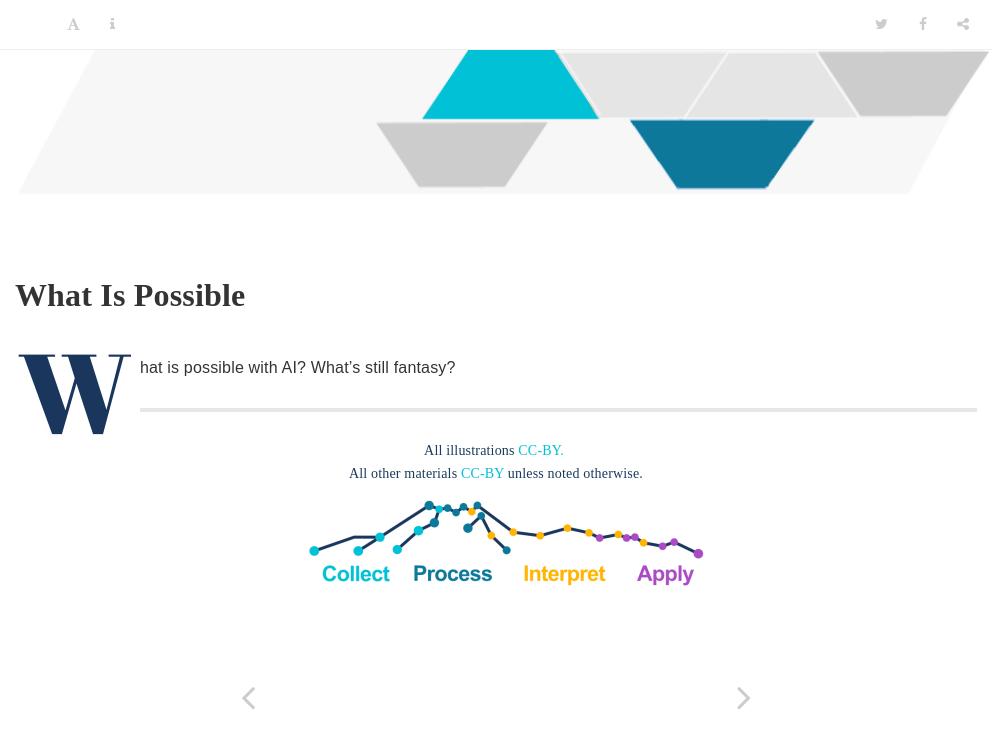 What Is Possible
What is possible with AI? What’s still fantasy?
All illustrations CC-BY.
All other materials CC-BY unless noted otherwise.
Collect Process Interpret Apply